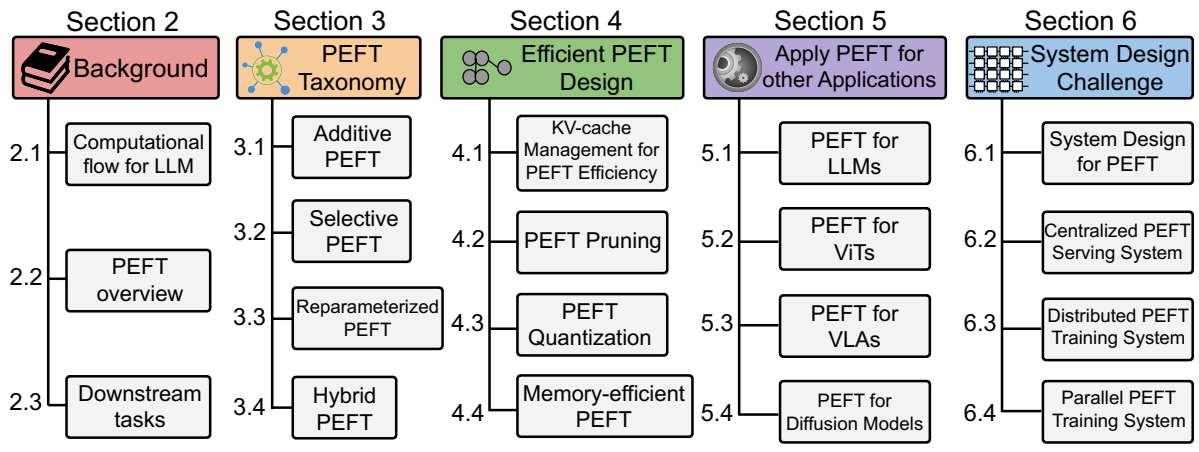 Section 2
Background
2.1
Computational
flow for LLM
2.2
PEFT
overview
2.3
Downstream
tasks
Section 3
PEFT
Taxonomy
3.1
Additive
PEFT
3.2
Selective
PEFT
3.3
Reparameterized
PEFT
3.4
Hybrid
PEFT
Section 4
Efficient PEFT
Design
4.1
KV-cache
Management for
PEFT Efficiency
4.2
PEFT Pruning
4.3
PEFT
Quantization
4.4
Memory-efficient
PEFT
Section 5
Apply PEFT for
other Applications
5.1
PEFT for
LLMs
5.2
PEFT for
ViTs
5.3
PEFT for
VLAs
5.4
PEFT for
Diffusion Models
Section 6
System Design
Challenge
6.1
System Design
for PEFT
6.2
Centralized PEFT
Serving System
6.3
Distributed PEFT
Training System
6.4
Parallel PEFT
Training System